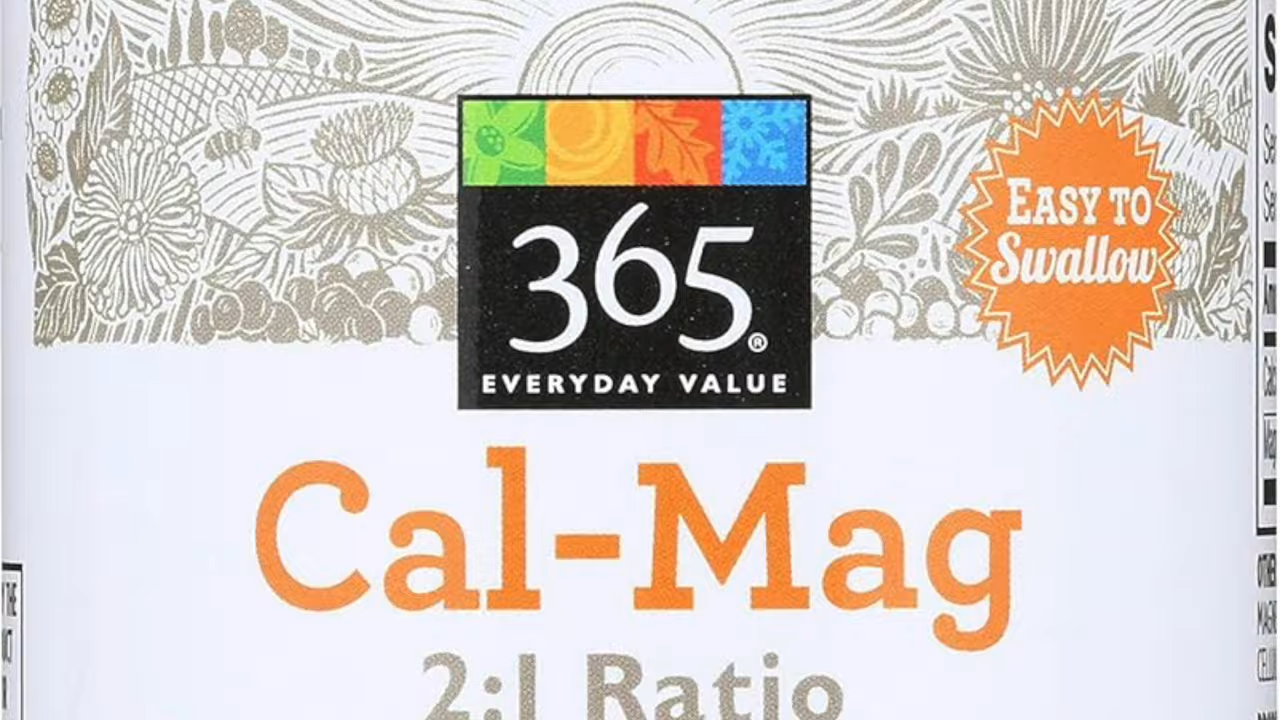 365®
EVERYDAY VALUE
EASY TO
Swallow
Cal-Mag
2:1 Ratio